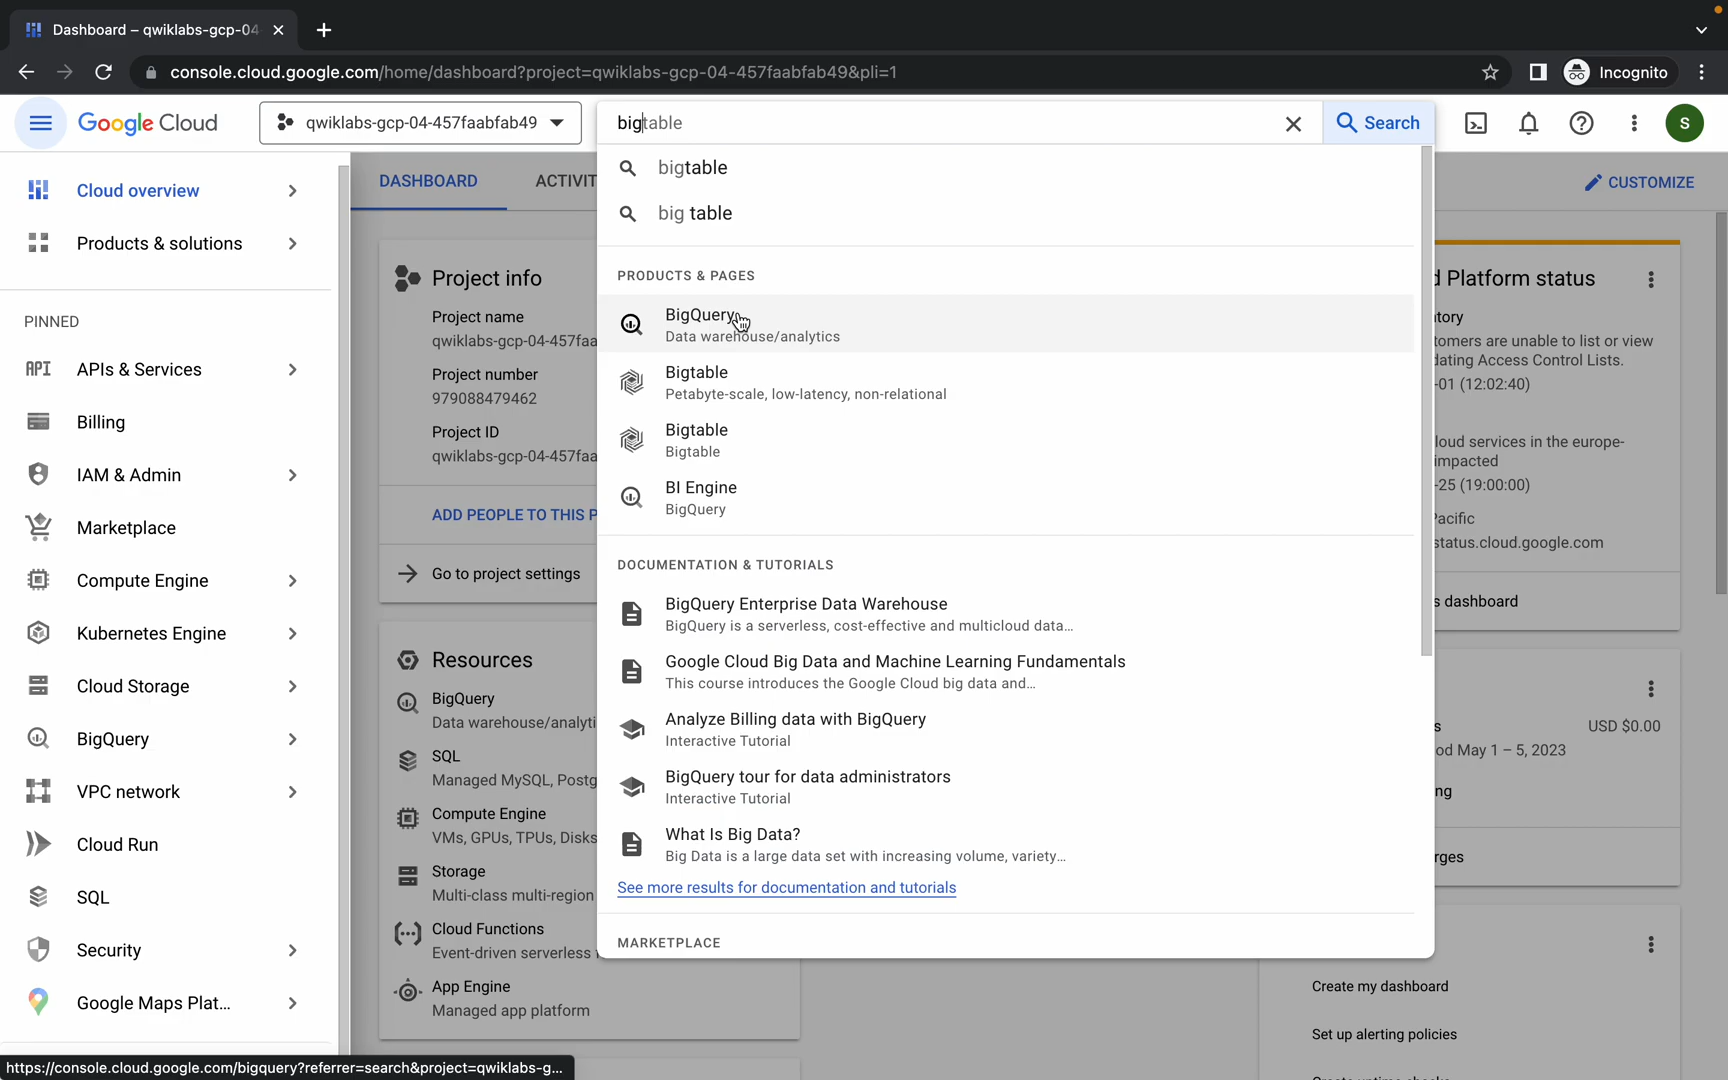 Dashboard – qwiklabs-gcp-04
console.cloud.google.com/home/dashboard?project=qwiklabs-gcp-04-457faabfab49&pli=1
Incognito
Google Cloud
qwiklabs-gcp-04-457faabfab49
bigtable
Search
S
Cloud overview
Products & solutions
PINNED
API APIs & Services
Billing
IAM & Admin
Marketplace
Compute Engine
Kubernetes Engine
Cloud Storage
BigQuery
VPC network
Cloud Run
SQL
Security
Google Maps Plat...
https://console.cloud.google.com/bigquery?referrer=search&project=qwiklabs-g...
DASHBOARD
ACTIVIT
CUSTOMIZE
Project info
Project name
qwiklabs-gcp-04-457faa
Project number
979088479462
Project ID
qwiklabs-gcp-04-457faa
ADD PEOPLE TO THIS P
Go to project settings
Resources
BigQuery
Data warehouse/analyti
SQL
Managed MySQL, Postg
Compute Engine
VMs, GPUs, TPUs, Disks
Storage
Multi-class multi-region
Cloud Functions
Event-driven serverless
App Engine
Managed app platform
bigtable
big table
PRODUCTS & PAGES
BigQuery
Data warehouse/analytics
Bigtable
Petabyte-scale, low-latency, non-relational
Bigtable
Bigtable
BI Engine
BigQuery
DOCUMENTATION & TUTORIALS
BigQuery Enterprise Data Warehouse
BigQuery is a serverless, cost-effective and multicloud data...
Google Cloud Big Data and Machine Learning Fundamentals
This course introduces the Google Cloud big data and...
Analyze Billing data with BigQuery
Interactive Tutorial
BigQuery tour for data administrators
Interactive Tutorial
What Is Big Data?
Big Data is a large data set with increasing volume, variety...
See more results for documentation and tutorials
MARKETPLACE
d Platform status
tory
tomers are unable to list or view
dating Access Control Lists.
-01 (12:02:40)
loud services in the europe-
impacted
-25 (19:00:00)
Pacific
status.cloud.google.com
s dashboard
s
USD $0.00
od May 1 – 5, 2023
ng
rges
Create my dashboard
Set up alerting policies